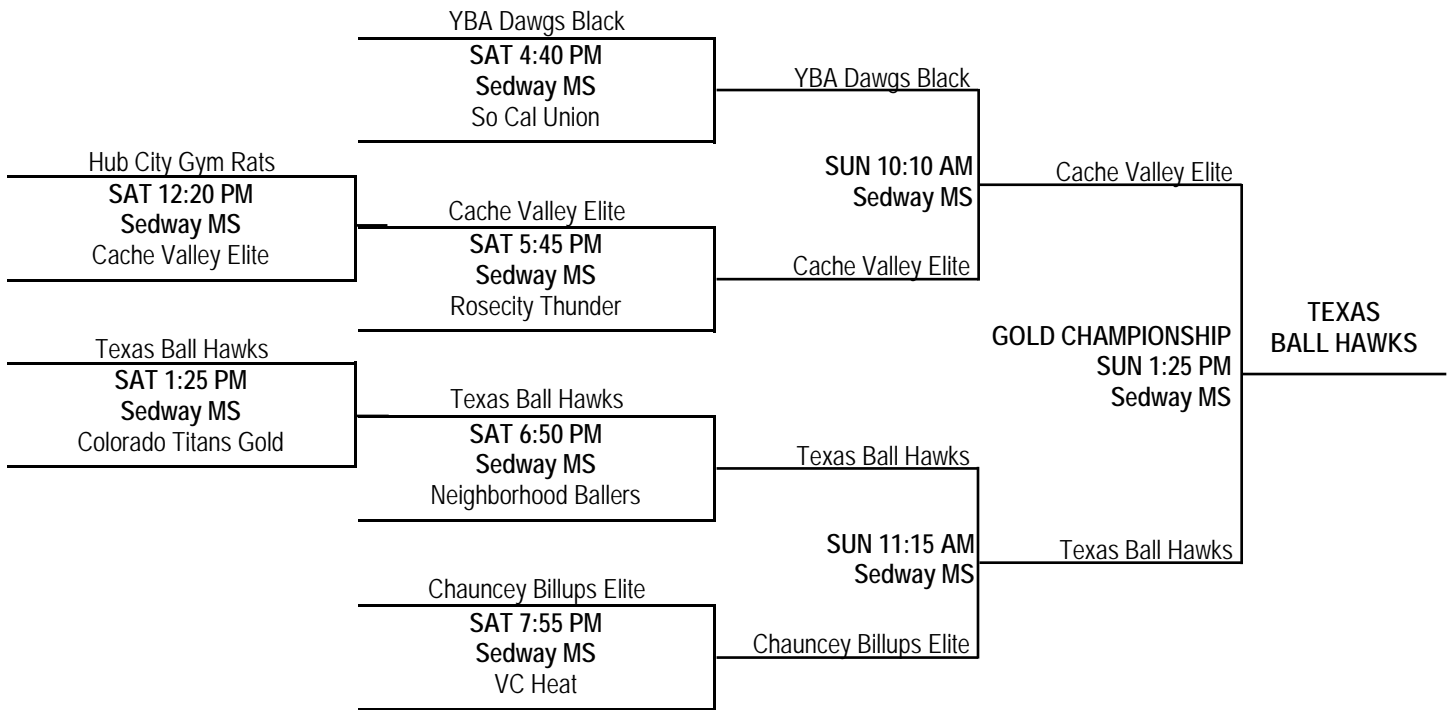 YBA Dawgs Black
SAT 4:40 PM
Sedway MS
So Cal Union
Hub City Gym Rats
SAT 12:20 PM
Sedway MS
Cache Valley Elite
Cache Valley Elite
SAT 5:45 PM
Sedway MS
Rosecity Thunder
Texas Ball Hawks
SAT 1:25 PM
Sedway MS
Colorado Titans Gold
Texas Ball Hawks
SAT 6:50 PM
Sedway MS
Neighborhood Ballers
Chauncey Billups Elite
SAT 7:55 PM
Sedway MS
VC Heat
YBA Dawgs Black
SUN 10:10 AM
Sedway MS
Cache Valley Elite
Texas Ball Hawks
SUN 11:15 AM
Sedway MS
Chauncey Billups Elite
Cache Valley Elite
GOLD CHAMPIONSHIP
SUN 1:25 PM
Sedway MS
Texas Ball Hawks
TEXAS
BALL HAWKS